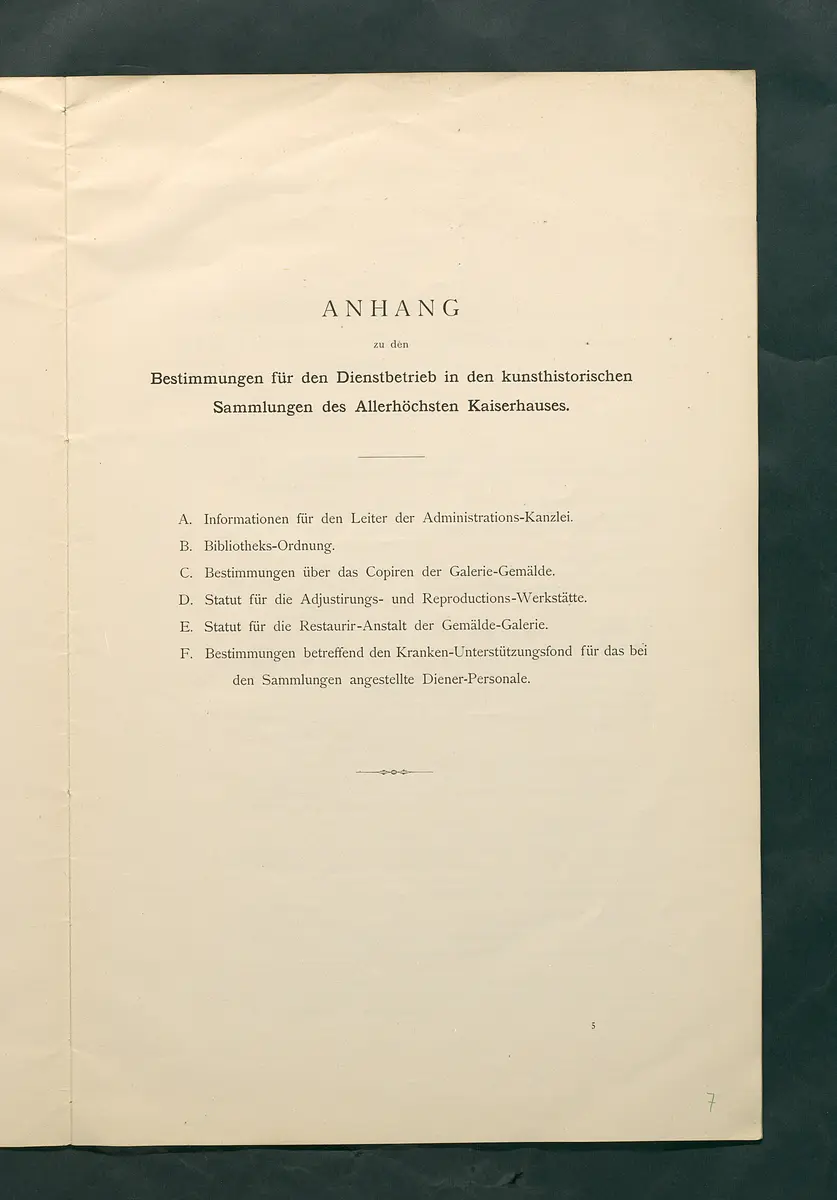 ANHANG
zu den
Bestimmungen für den Dienstbetrieb in den kunsthistorischen
Sammlungen des Allerhöchsten Kaiserhauses.
A. Informationen für den Leiter der Administrations-Kanzlei.
B. Bibliotheks-Ordnung.
C. Bestimmungen über das Copiren der Galerie-Gemälde.
D. Statut für die Adjustirungs- und Reproductions-Werkstätte.
E. Statut für die Restaurir-Anstalt der Gemälde-Galerie.
F. Bestimmungen betreffend den Kranken-Unterstützungsfond für das bei
den Sammlungen angestellte Diener-Personale.
5
7